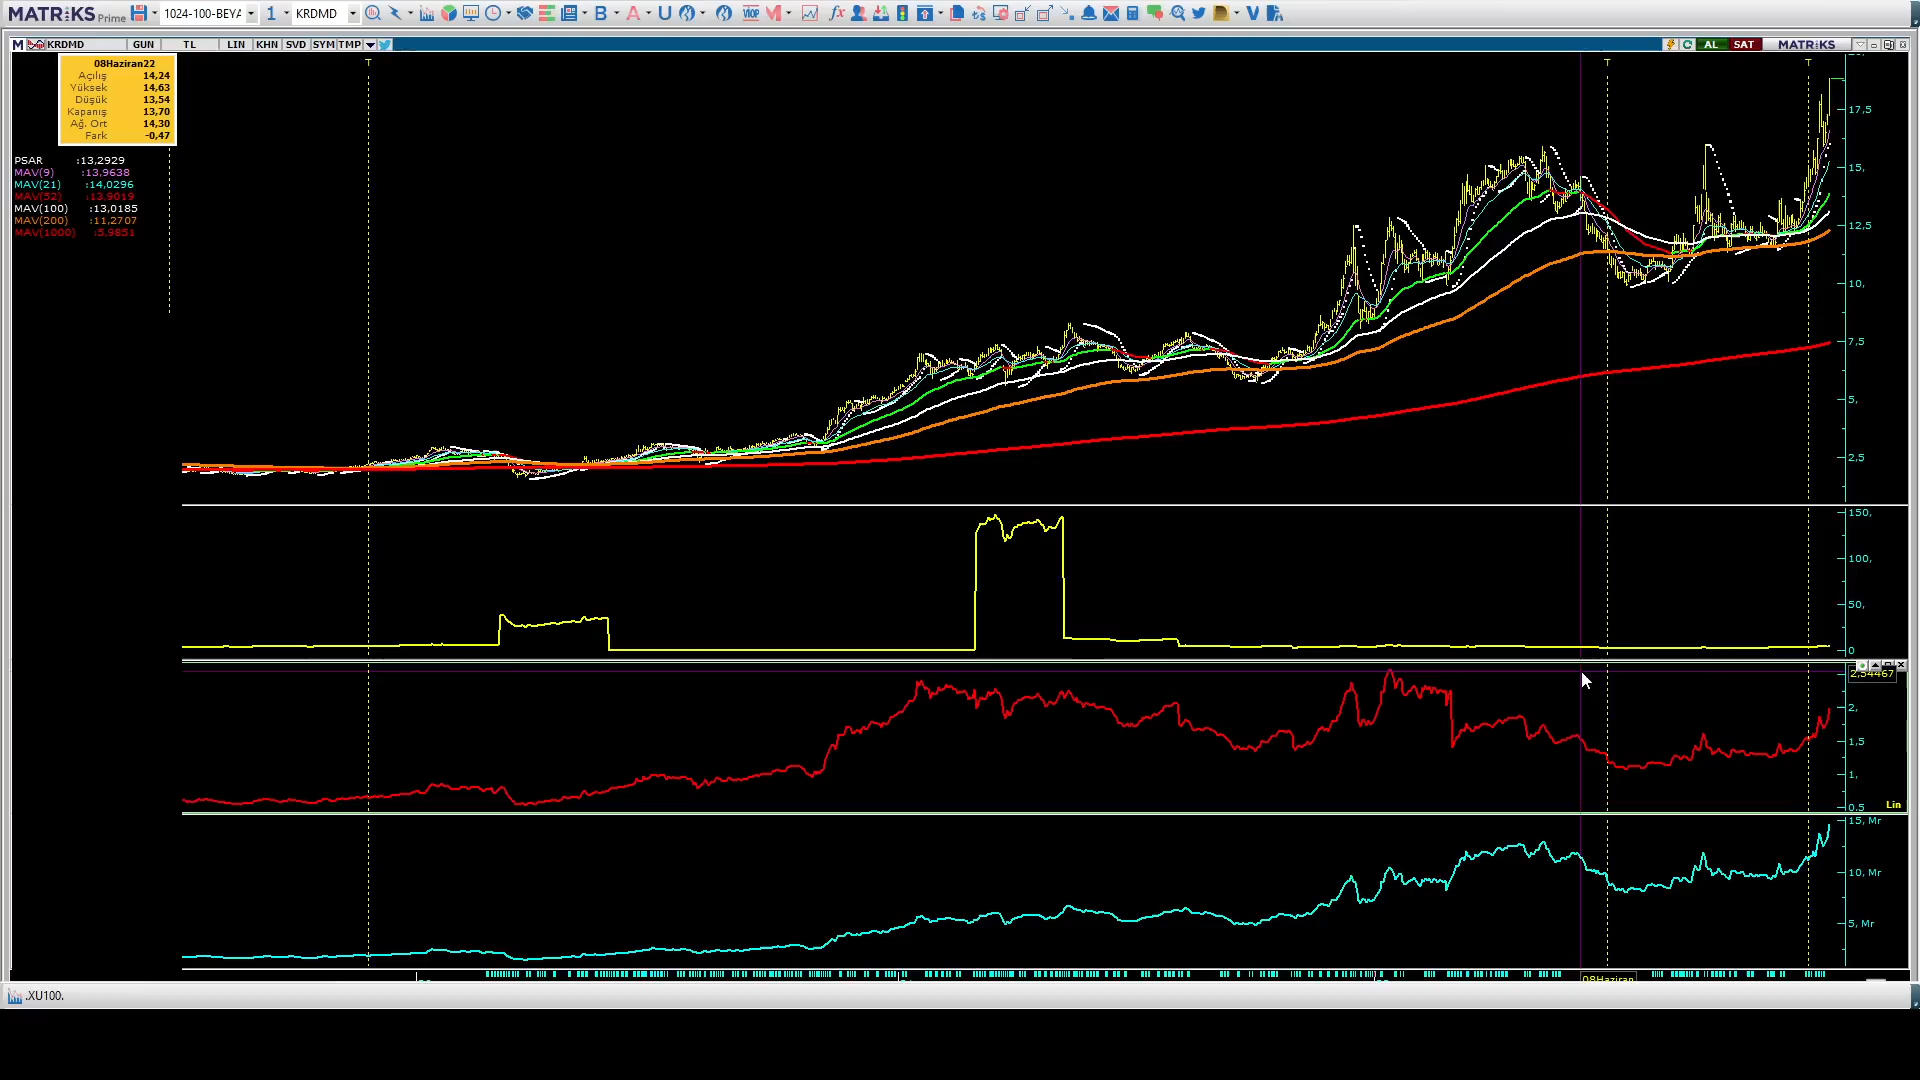 MATRIKS Prime 1024-100-BEYA 1 KRDMD
M KRDMD GUN TL LIN KHN SVD SYM TMP AL SAT MATRIKS
08Haziran22
Açılış 14,24
Yüksek 14,63
Düşük 13,54
Kapanış 13,70
Ağ. Ort 14,30
Fark -0,47
PSAR :13,2929
MAV(9) :13,9638
MAV(21) :14,0296
MAV(52) :13,9019
MAV(100) :13,0185
MAV(200) :11,2707
MAV(1000) :5,9851
T T T
17,5
15,
12,5
10,
7,5
5,
2,5
150,
100,
50,
0
2,54467
2,
1,5
1,
0,5
Lin
15, Mr
10, Mr
5, Mr
08Haziran
.XU100.